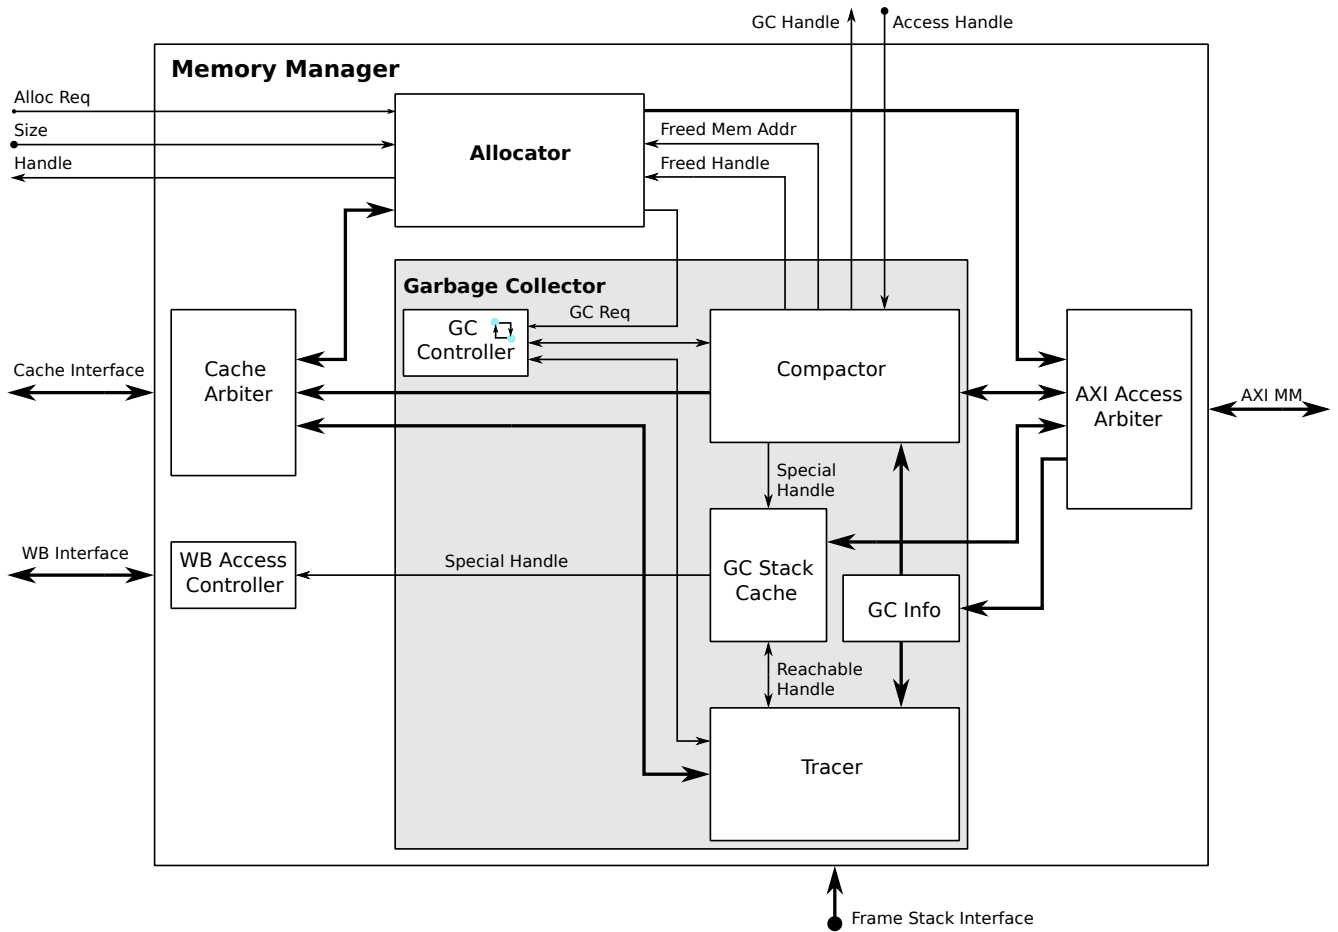 GC Handle
Access Handle
Memory Manager
Alloc Req
Size
Handle
Allocator
Freed Mem Addr
Freed Handle
Garbage Collector
GC
Controller
GC Req
Compactor
Cache
Arbiter
Cache Interface
AXI Access
Arbiter
AXI MM
Special
Handle
WB Interface
WB Access
Controller
Special Handle
GC Stack
Cache
GC Info
Reachable
Handle
Tracer
Frame Stack Interface